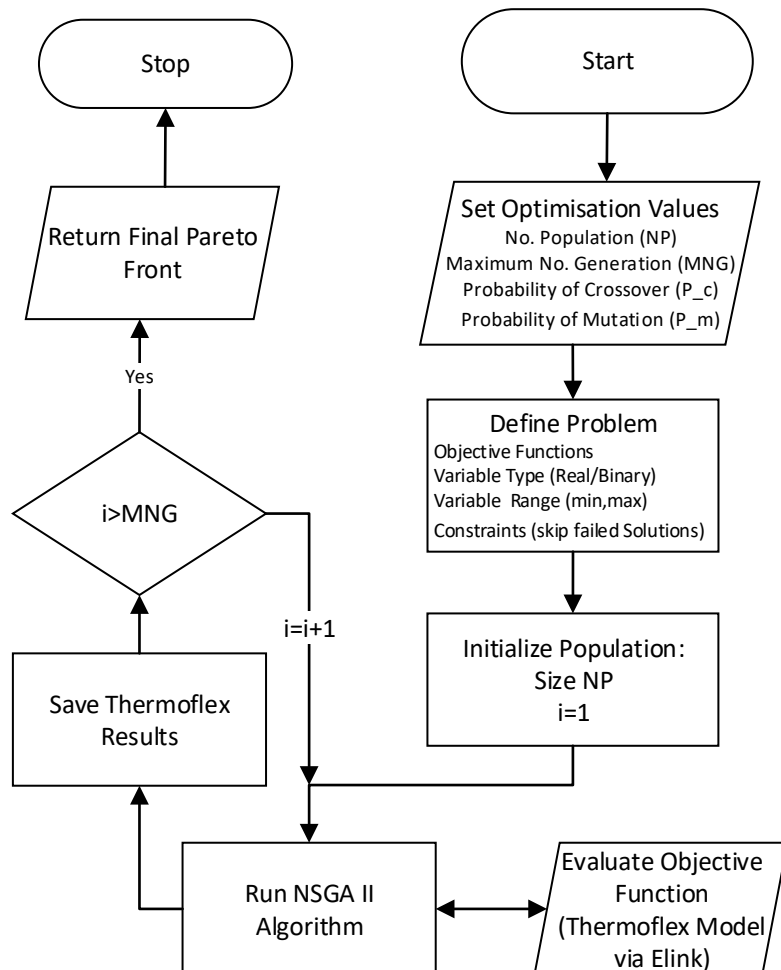 Start
Set Optimisation Values
No. Population (NP)
Maximum No. Generation (MNG)
Probability of Crossover (P_c)
Probability of Mutation (P_m)
Define Problem
Objective Functions
Variable Type (Real/Binary)
Variable Range (min,max)
Constraints (skip failed Solutions)
Initialize Population:
Size NP
i=1
Run NSGA II
Algorithm
Evaluate Objective
Function
(Thermoflex Model
via Elink)
Save Thermoflex
Results
i>MNG
i=i+1
Yes
Return Final Pareto
Front
Stop